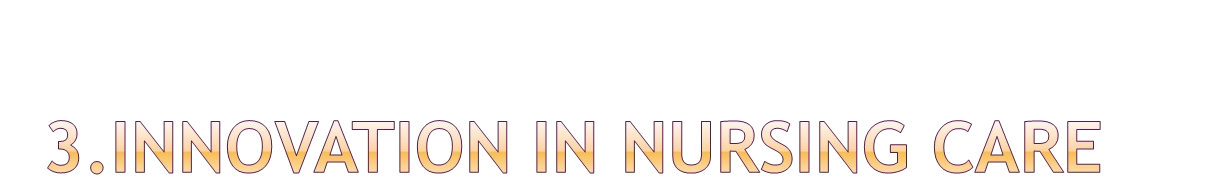 3.INNOVATION IN NURSING CARE